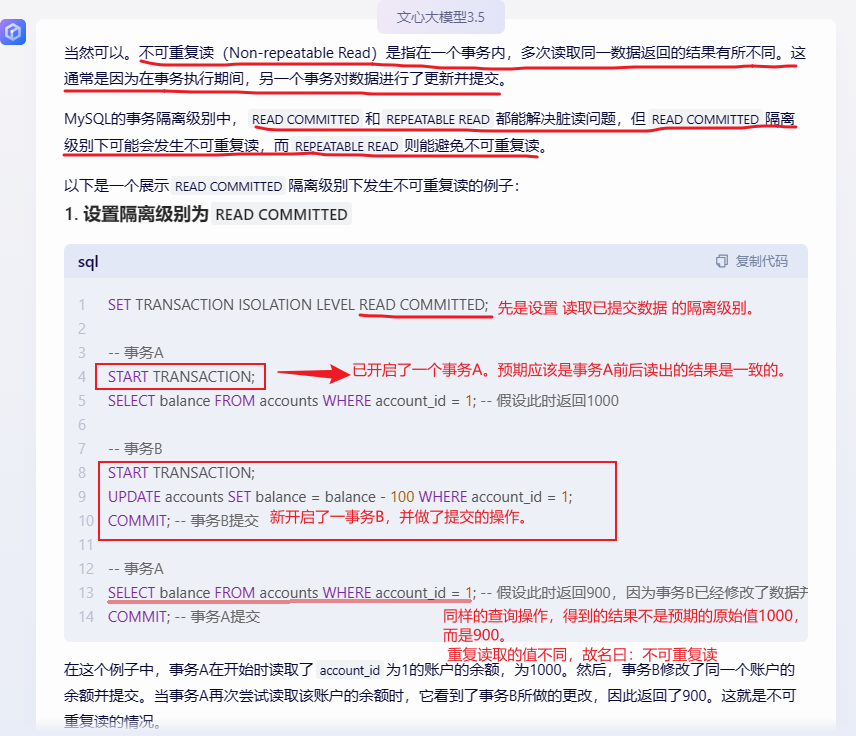 文心大模型3.5
当然可以。不可重复读（Non-repeatable Read）是指在一个事务内，多次读取同一数据返回的结果有所不同。这
通常是因为在事务执行期间，另一个事务对数据进行了更新并提交。
MySQL的事务隔离级别中， READ COMMITTED 和 REPEATABLE READ 都能解决脏读问题，但 READ COMMITTED 隔离
级别下可能会发生不可重复读，而 REPEATABLE READ 则能避免不可重复读。
以下是一个展示 READ COMMITTED 隔离级别下发生不可重复读的例子：
1. 设置隔离级别为 READ COMMITTED
sql 复制代码
1 SET TRANSACTION ISOLATION LEVEL READ COMMITTED; 先是设置 读取已提交数据 的隔离级别。
2
3 -- 事务A
4 START TRANSACTION; 已开启了一个事务A。预期应该是事务A前后读出的结果是一致的。
5 SELECT balance FROM accounts WHERE account_id = 1; -- 假设此时返回1000
6
7 -- 事务B
8 START TRANSACTION;
9 UPDATE accounts SET balance = balance - 100 WHERE account_id = 1;
10 COMMIT; -- 事务B提交 新开启了一事务B，并做了提交的操作。
11
12 -- 事务A
13 SELECT balance FROM accounts WHERE account_id = 1; -- 假设此时返回900，因为事务B已经修改了数据并
14 COMMIT; -- 事务A提交 同样的查询操作，得到的结果不是预期的原始值1000，
而是900。
重复读取的值不同，故名曰：不可重复读
在这个例子中，事务A在开始时读取了 account_id 为1的账户的余额，为1000。然后，事务B修改了同一个账户的
余额并提交。当事务A再次尝试读取该账户的余额时，它看到了事务B所做的更改，因此返回了900。这就是不可
重复读的情况。